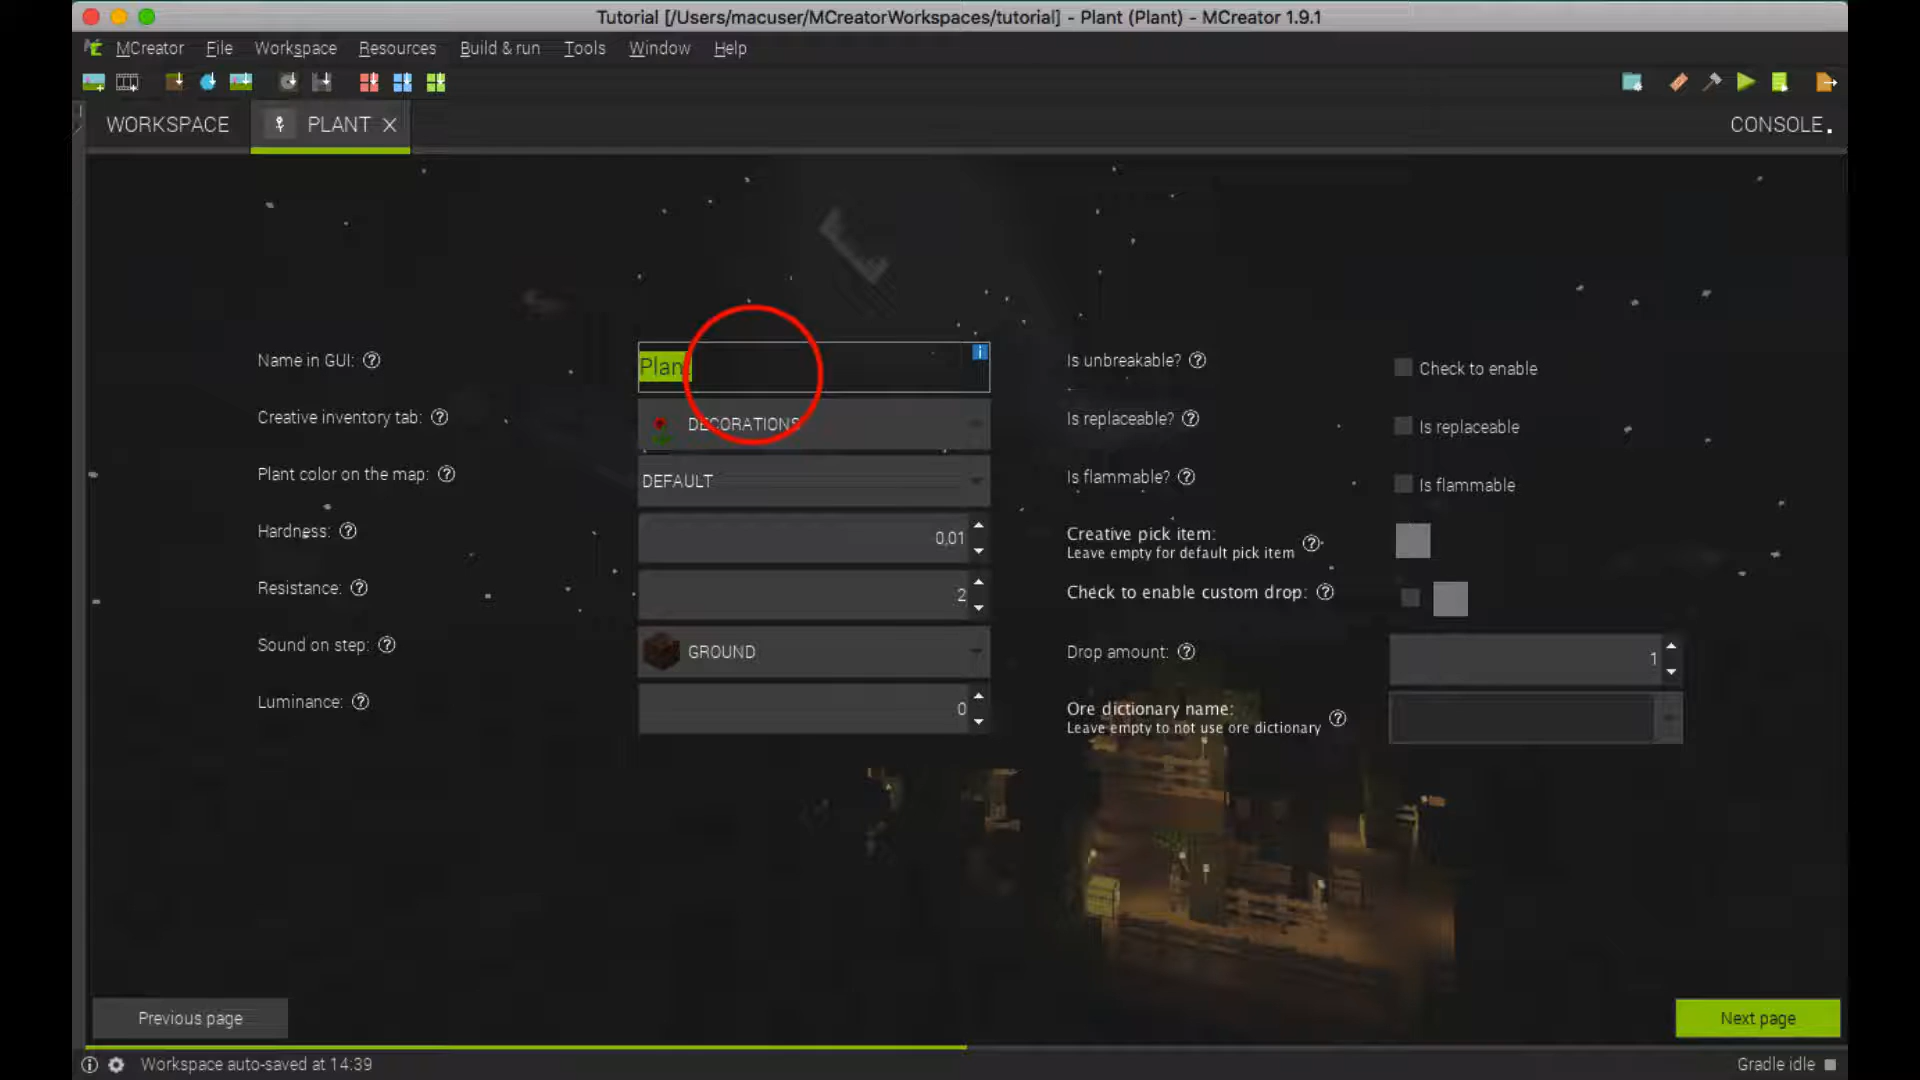 Tutorial [/Users/macuser/MCreatorWorkspaces/tutorial] - Plant (Plant) - MCreator 1.9.1
MCreator File Workspace Resources Build & run Tools Window Help
WORKSPACE PLANT CONSOLE
Name in GUI: Plant
Creative inventory tab: DECORATIONS
Plant color on the map: DEFAULT
Hardness: 0,01
Resistance: 2
Sound on step: GROUND
Luminance: 0
Is unbreakable? Check to enable
Is replaceable? Is replaceable
Is flammable? Is flammable
Creative pick item:
Leave empty for default pick item
Check to enable custom drop:
Drop amount: 1
Ore dictionary name:
Leave empty to not use ore dictionary
Previous page Next page
Workspace auto-saved at 14:39 Gradle idle